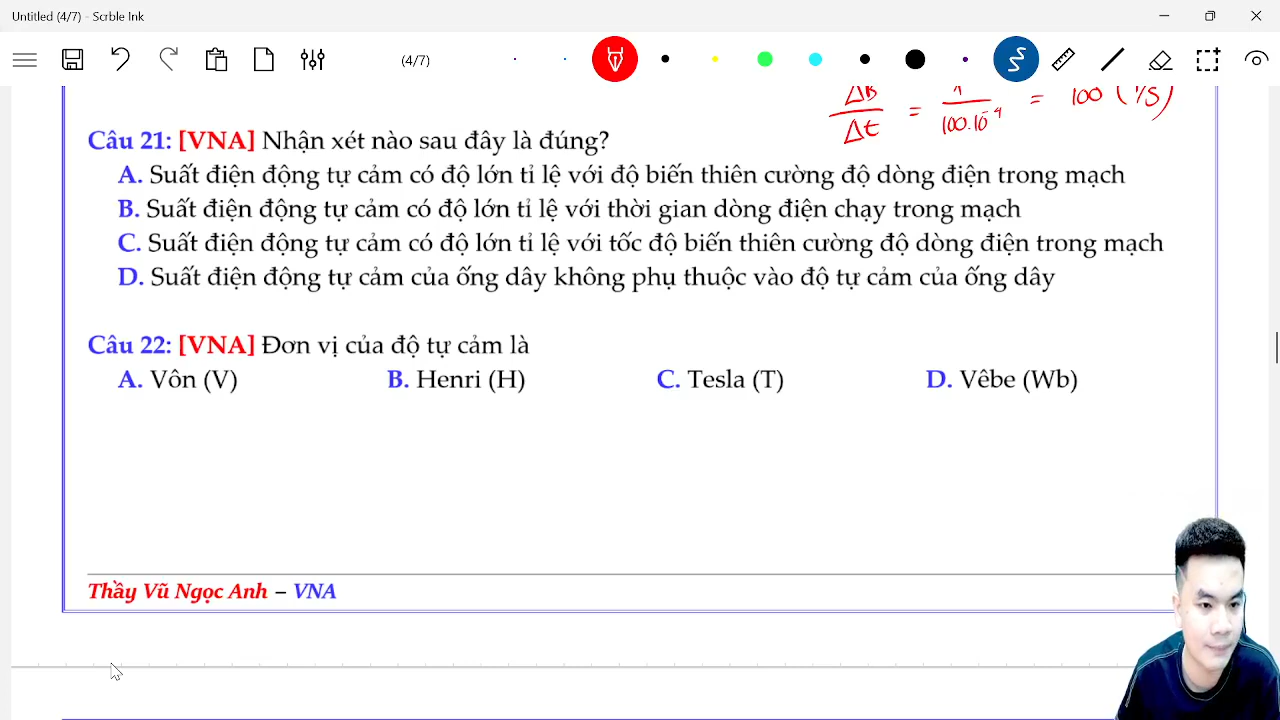 Untitled (4/7) - Scrble Ink
(4/7)
ΔB/Δt = /100.10⁻⁴ = 100 (T/S)
Câu 21: [VNA] Nhận xét nào sau đây là đúng?
A. Suất điện động tự cảm có độ lớn tỉ lệ với độ biến thiên cường độ dòng điện trong mạch
B. Suất điện động tự cảm có độ lớn tỉ lệ với thời gian dòng điện chạy trong mạch
C. Suất điện động tự cảm có độ lớn tỉ lệ với tốc độ biến thiên cường độ dòng điện trong mạch
D. Suất điện động tự cảm của ống dây không phụ thuộc vào độ tự cảm của ống dây
Câu 22: [VNA] Đơn vị của độ tự cảm là
A. Vôn (V) B. Henri (H) C. Tesla (T) D. Vêbe (Wb)
Thầy Vũ Ngọc Anh – VNA